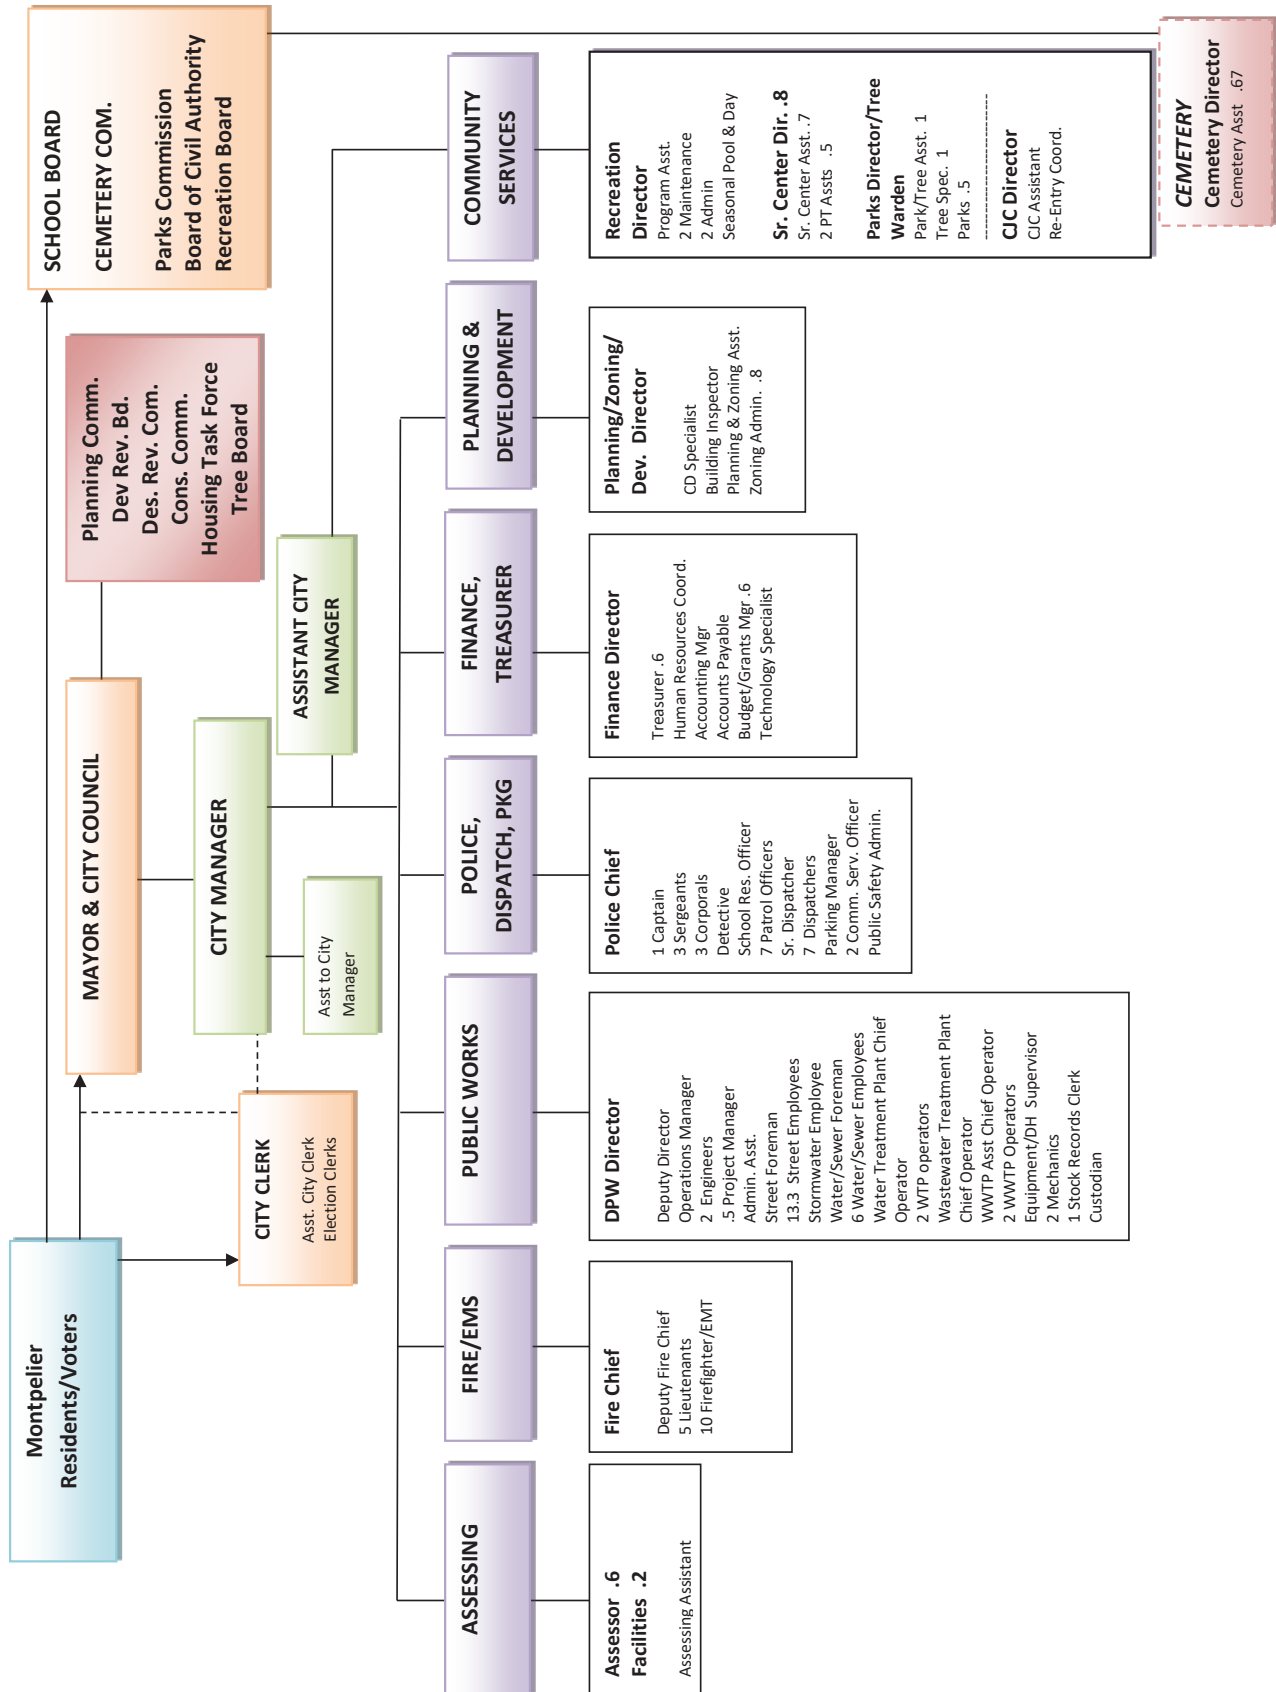 Montpelier
Residents/Voters
MAYOR & CITY COUNCIL
Planning Comm.
Dev Rev. Bd.
Des. Rev. Com.
Cons. Comm.
Housing Task Force
Tree Board
SCHOOL BOARD
CEMETERY COM.
Parks Commission
Board of Civil Authority
Recreation Board
CITY CLERK
Asst. City Clerk
Election Clerks
CITY MANAGER
Asst to City
Manager
ASSISTANT CITY
MANAGER
ASSESSING
Assessor .6
Facilities .2
Assessing Assistant
FIRE/EMS
Fire Chief
Deputy Fire Chief
5 Lieutenants
10 Firefighter/EMT
PUBLIC WORKS
DPW Director
Deputy Director
Operations Manager
2 Engineers
.5 Project Manager
Admin. Asst.
Street Foreman
13.3 Street Employees
Stormwater Employee
Water/Sewer Foreman
6 Water/Sewer Employees
Water Treatment Plant Chief
Operator
2 WTP operators
Wastewater Treatment Plant
Chief Operator
WWTP Asst Chief Operator
2 WWTP Operators
Equipment/DH Supervisor
2 Mechanics
1 Stock Records Clerk
Custodian
POLICE,
DISPATCH, PKG
Police Chief
1 Captain
3 Sergeants
3 Corporals
Detective
School Res. Officer
7 Patrol Officers
Sr. Dispatcher
7 Dispatchers
Parking Manager
2 Comm. Serv. Officer
Public Safety Admin.
FINANCE,
TREASURER
Finance Director
Treasurer .6
Human Resources Coord.
Accounting Mgr
Accounts Payable
Budget/Grants Mgr .6
Technology Specialist
PLANNING &
DEVELOPMENT
Planning/Zoning/
Dev. Director
CD Specialist
Building Inspector
Planning & Zoning Asst.
Zoning Admin. .8
COMMUNITY
SERVICES
Recreation
Director
Program Asst.
2 Maintenance
2 Admin
Seasonal Pool & Day
Sr. Center Dir. .8
Sr. Center Asst. .7
2 PT Assts .5
Parks Director/Tree
Warden
Park/Tree Asst. 1
Tree Spec. 1
Parks .5
CJC Director
CJC Assistant
Re-Entry Coord.
CEMETERY
Cemetery Director
Cemetery Asst .67